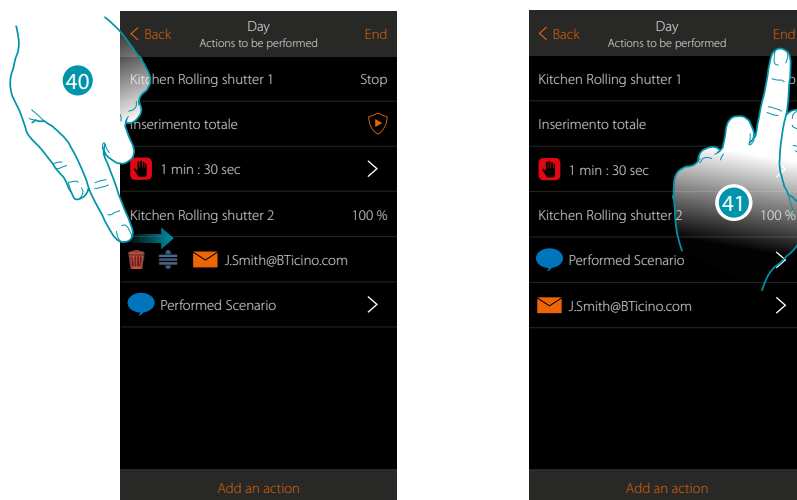 < Back Day End
Actions to be performed
40
Kitchen Rolling shutter 1 Stop
Inserimento totale
1 min : 30 sec
Kitchen Rolling shutter 2 100 %
J.Smith@BTicino.com
Performed Scenario
Add an action
< Back Day End
Actions to be performed
Kitchen Rolling shutter 1
Inserimento totale
1 min : 30 sec
Kitchen Rolling shutter 2 100 %
41
Performed Scenario
J.Smith@BTicino.com
Add an action